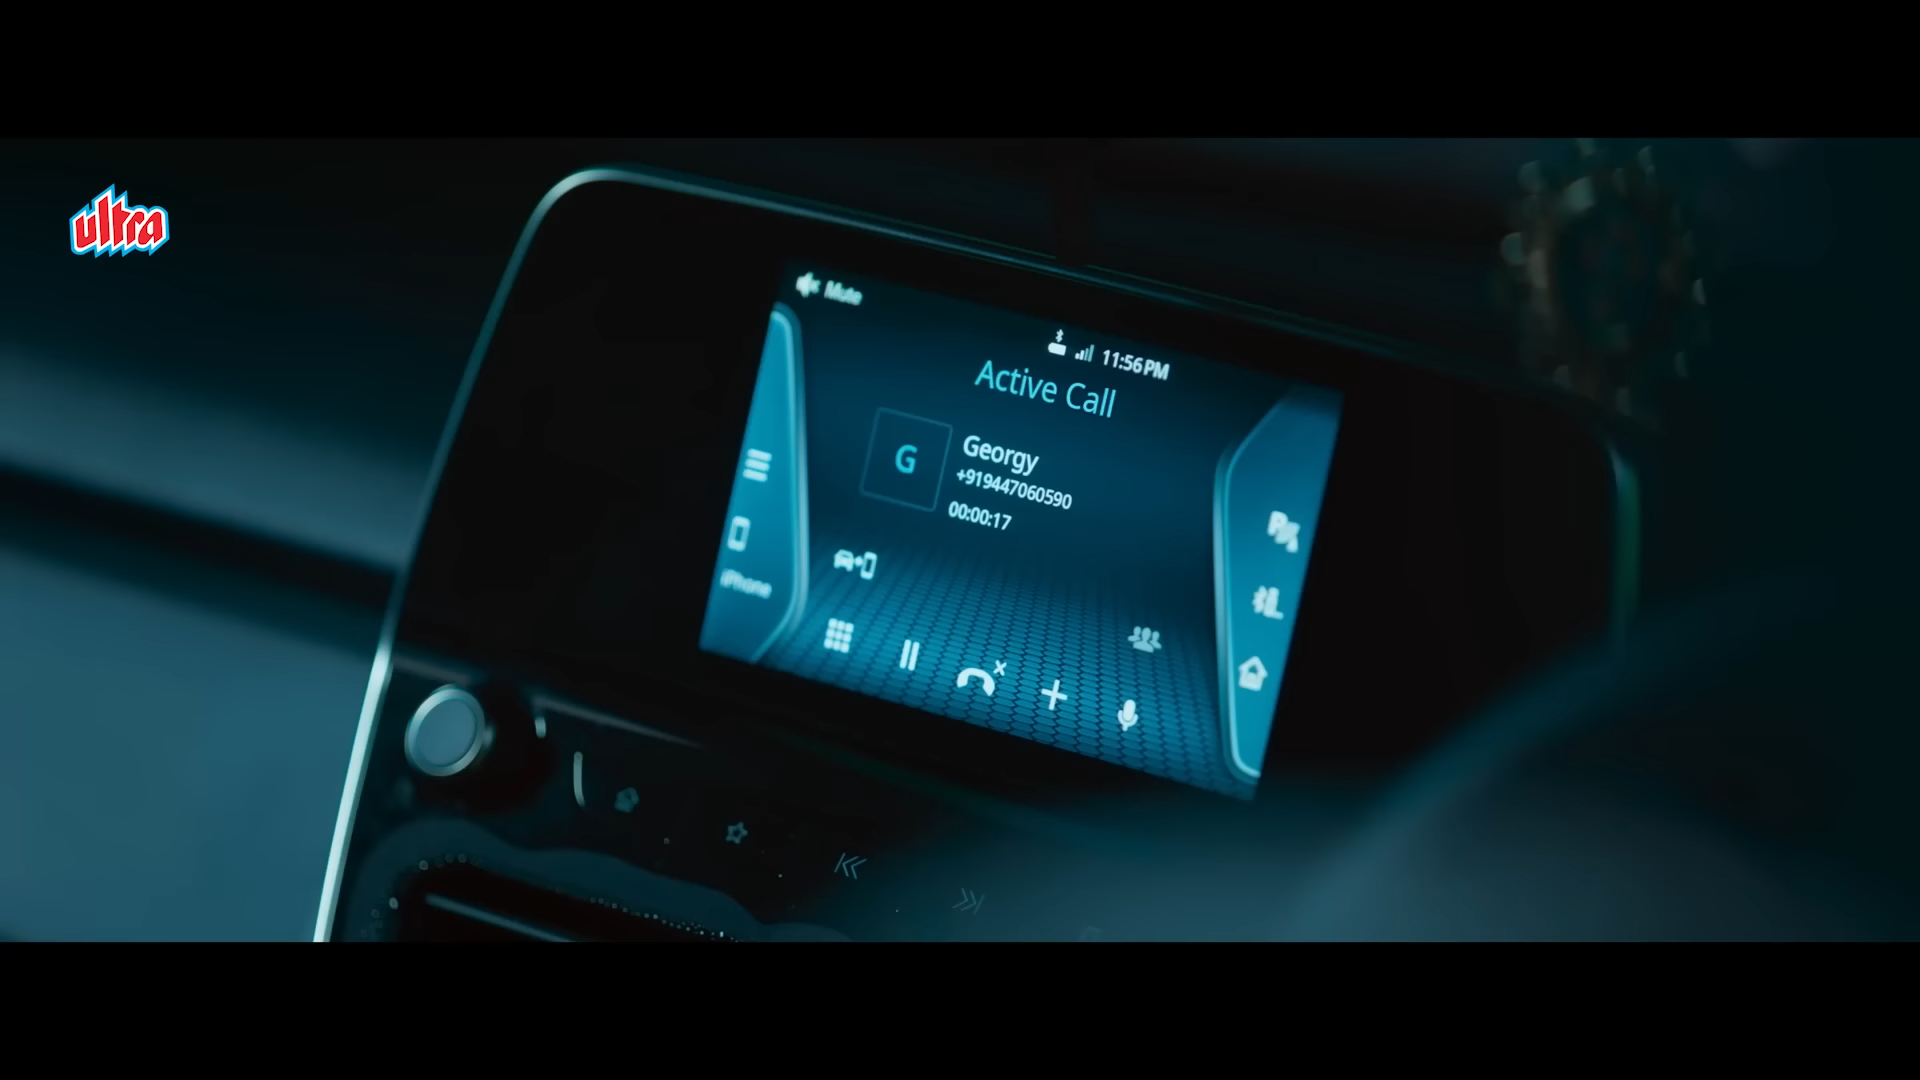 ultra
Mute
11:56 PM
Active Call
G
Georgy
+919447060590
00:00:17
iPhone